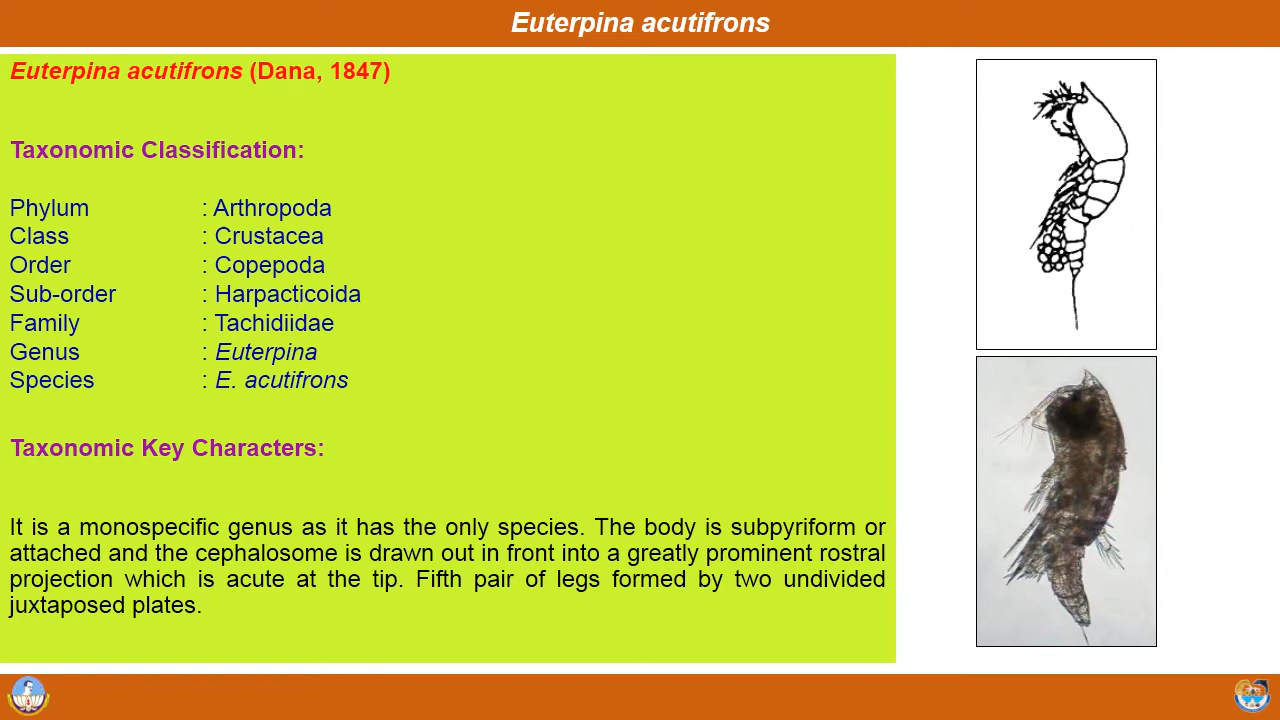 Euterpina acutifrons
Euterpina acutifrons (Dana, 1847)
Taxonomic Classification:
Phylum : Arthropoda
Class : Crustacea
Order : Copepoda
Sub-order : Harpacticoida
Family : Tachidiidae
Genus : Euterpina
Species : E. acutifrons
Taxonomic Key Characters:
It is a monospecific genus as it has the only species. The body is subpyriform or
attached and the cephalosome is drawn out in front into a greatly prominent rostral
projection which is acute at the tip. Fifth pair of legs formed by two undivided
juxtaposed plates.